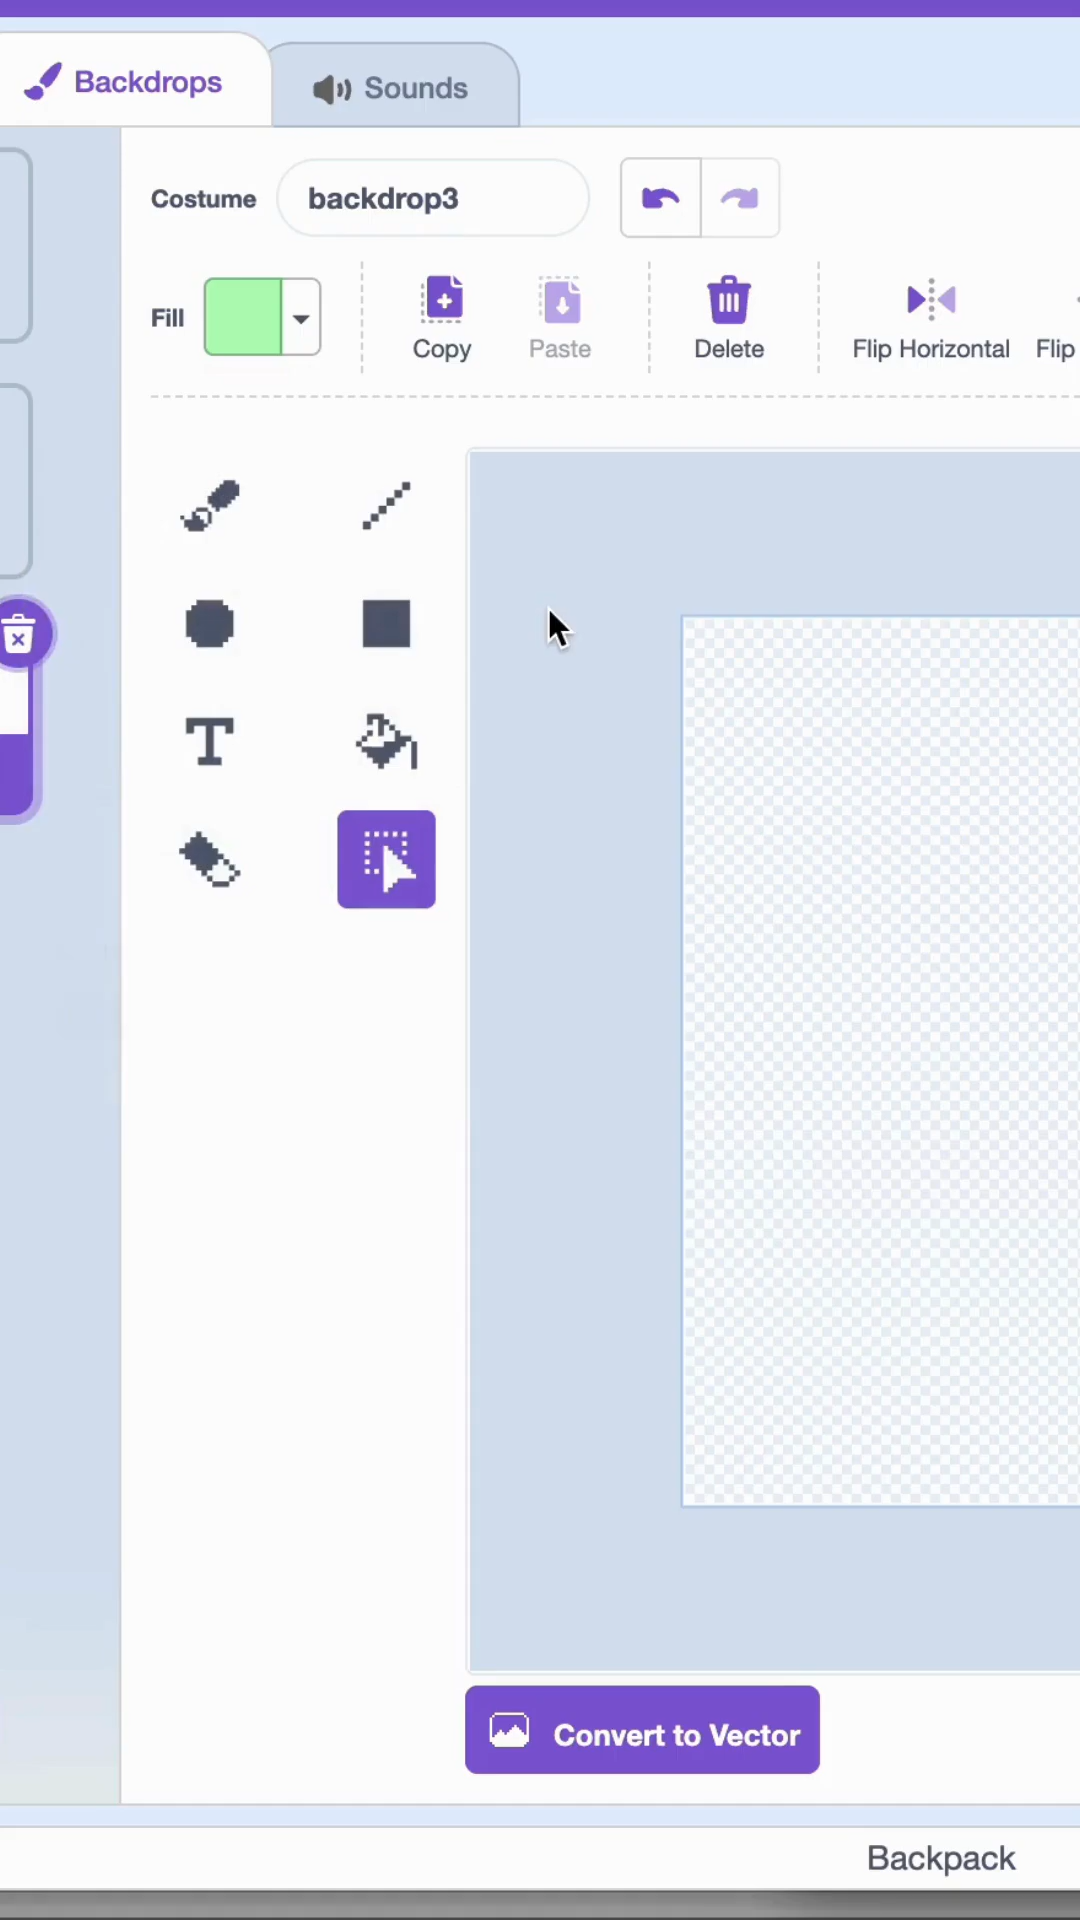 Backdrops
Sounds
Costume
backdrop3
Fill
Copy
Paste
Delete
Flip Horizontal
Flip
T
Convert to Vector
Backpack